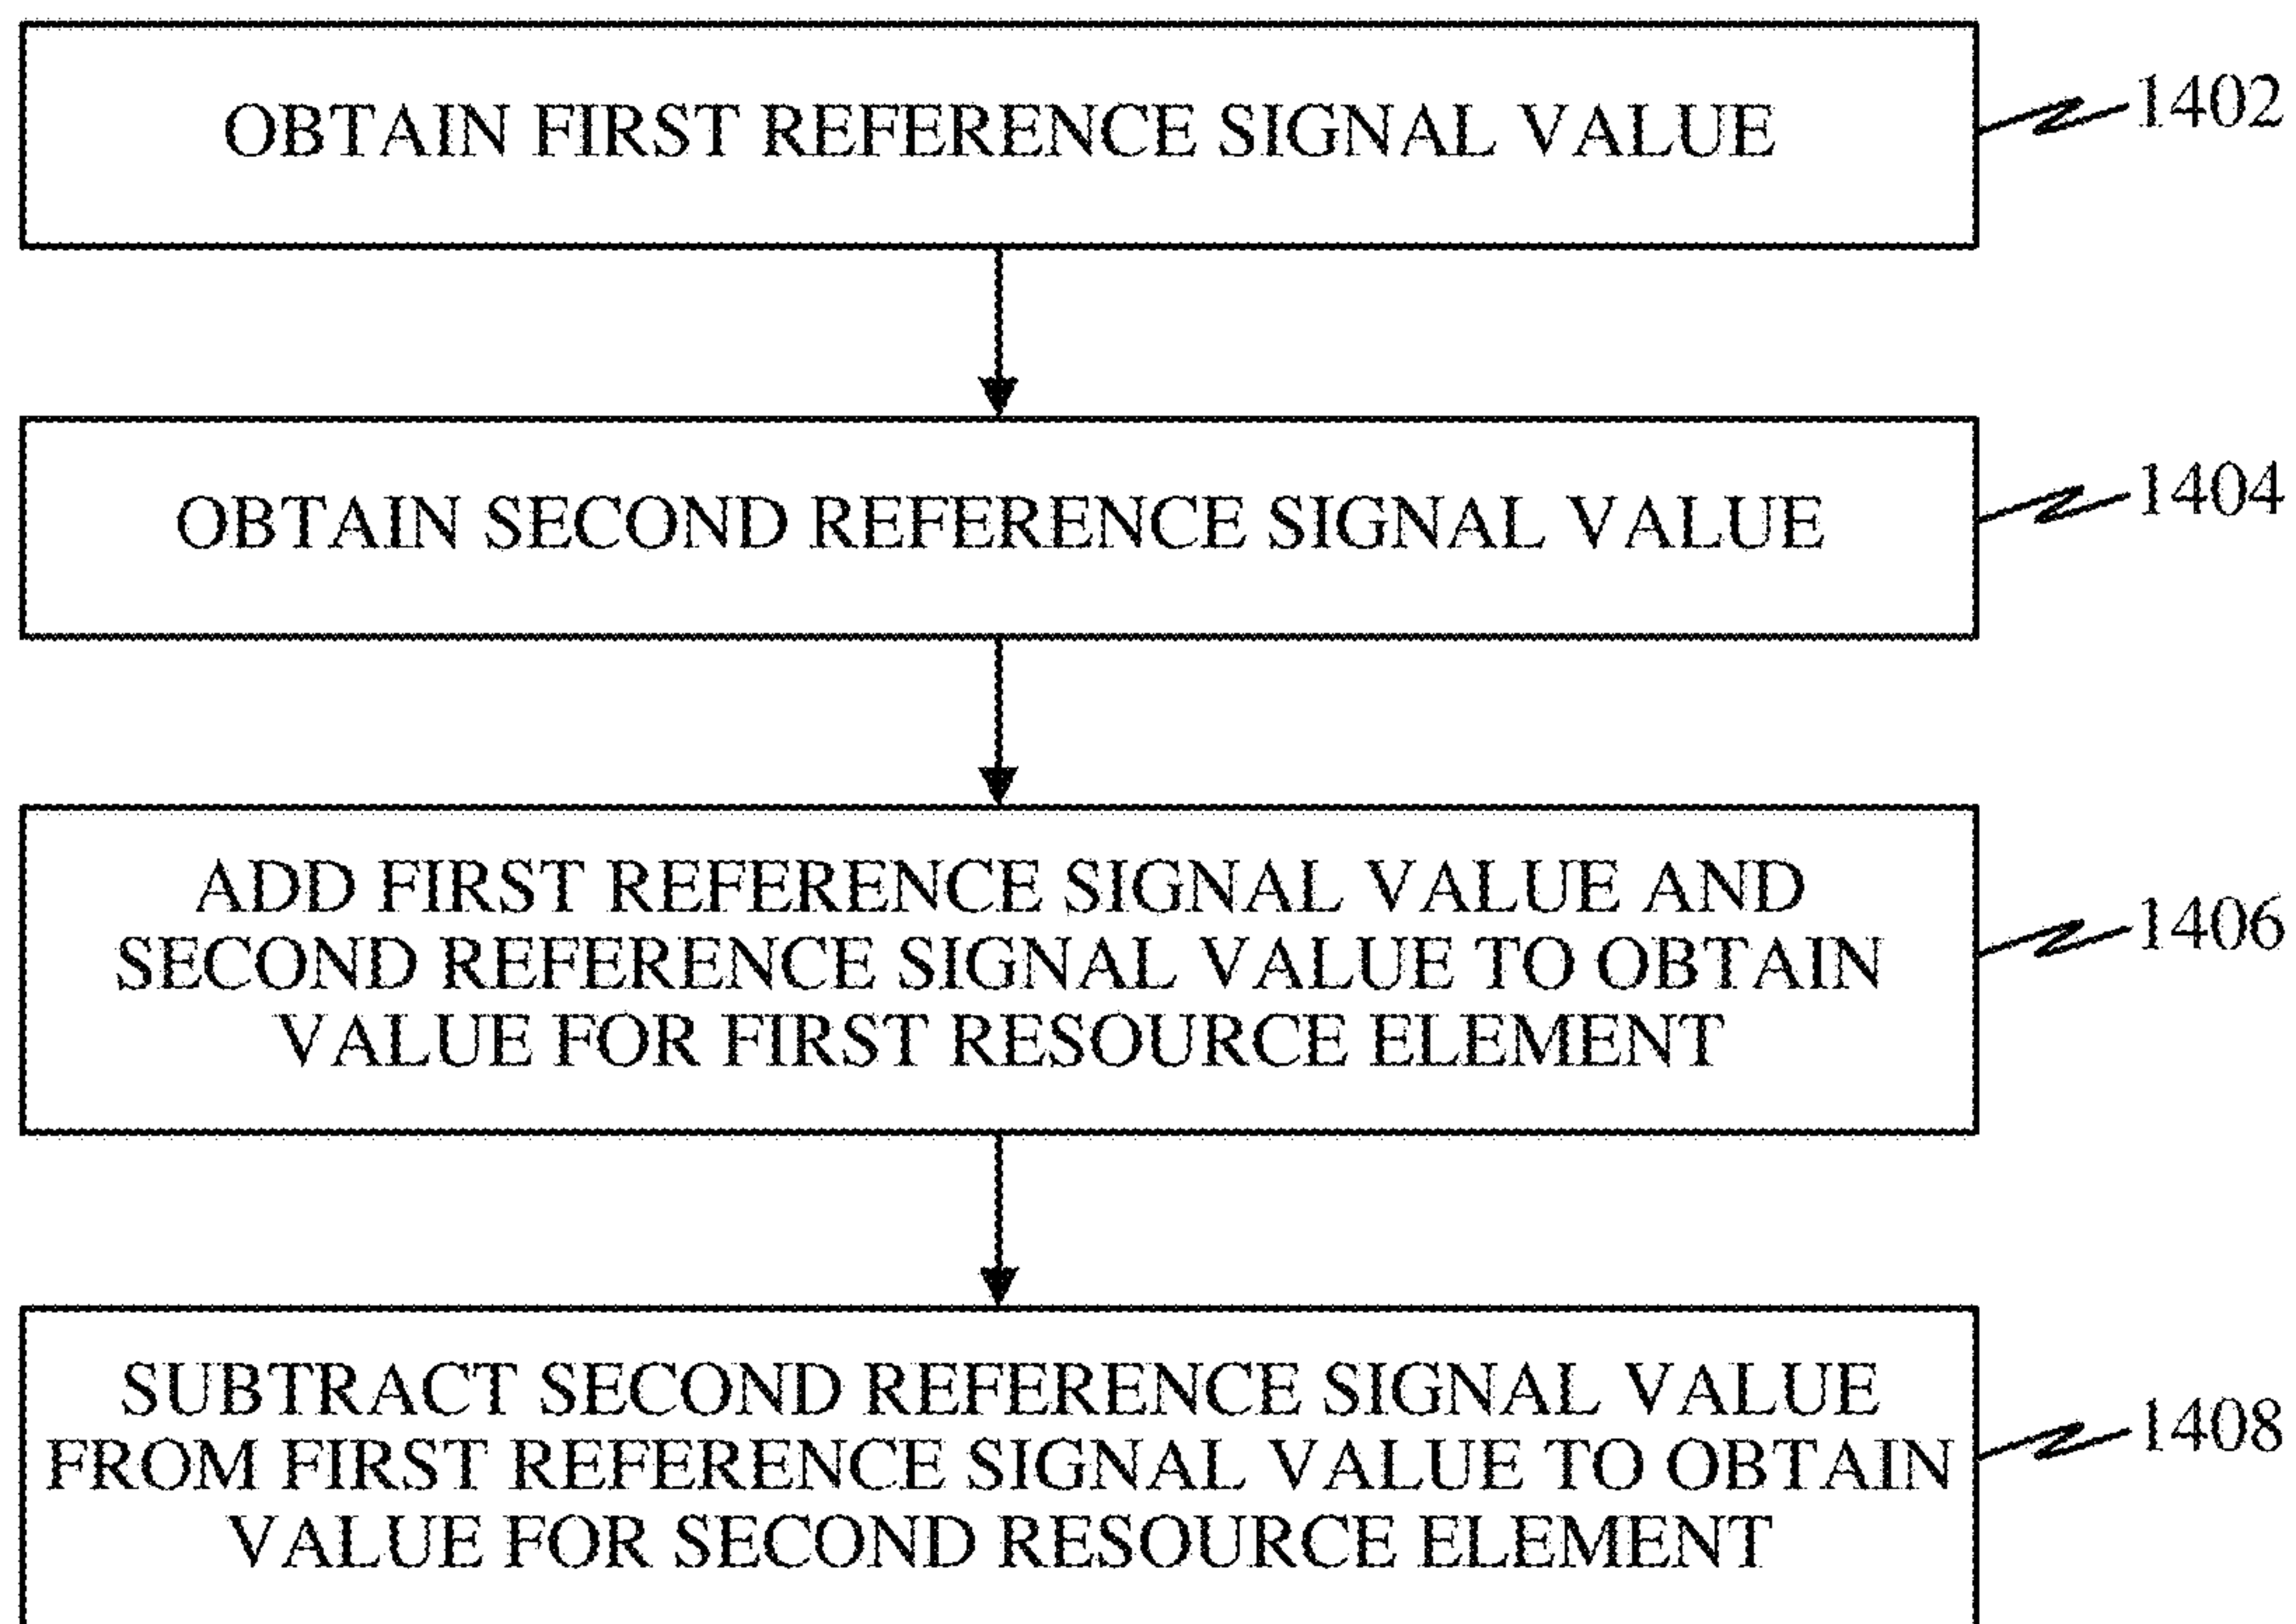 OBTAIN FIRST REFERENCE SIGNAL VALUE
1402
OBTAIN SECOND REFERENCE SIGNAL VALUE
1404
ADD FIRST REFERENCE SIGNAL VALUE AND
SECOND REFERENCE SIGNAL VALUE TO OBTAIN
VALUE FOR FIRST RESOURCE ELEMENT
1406
SUBTRACT SECOND REFERENCE SIGNAL VALUE
FROM FIRST REFERENCE SIGNAL VALUE TO OBTAIN
VALUE FOR SECOND RESOURCE ELEMENT
1408